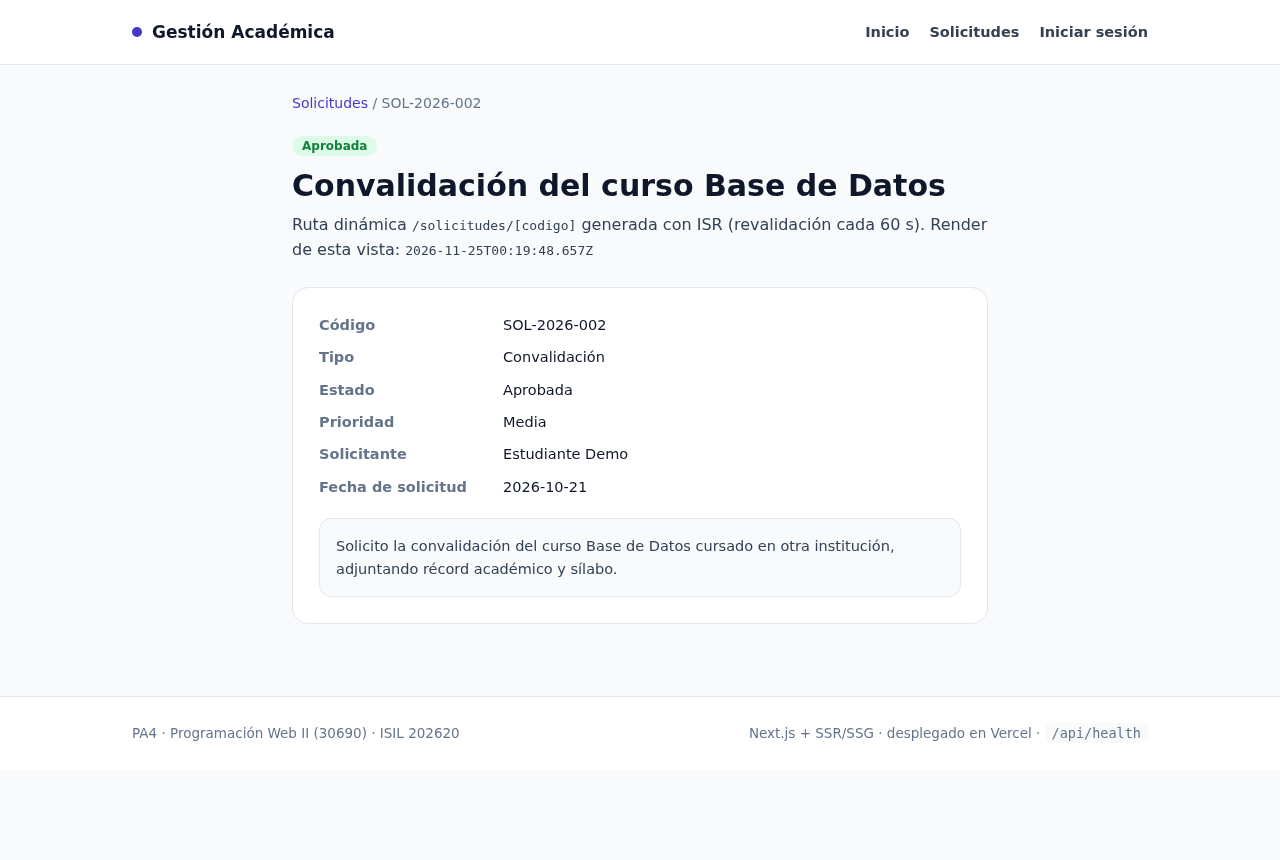 Gestión Académica
Inicio Solicitudes Iniciar sesión
Solicitudes / SOL-2026-002
Aprobada
Convalidación del curso Base de Datos
Ruta dinámica /solicitudes/[codigo] generada con ISR (revalidación cada 60 s). Render
de esta vista: 2026-11-25T00:19:48.657Z
Código SOL-2026-002
Tipo Convalidación
Estado Aprobada
Prioridad Media
Solicitante Estudiante Demo
Fecha de solicitud 2026-10-21
Solicito la convalidación del curso Base de Datos cursado en otra institución,
adjuntando récord académico y sílabo.
PA4 · Programación Web II (30690) · ISIL 202620
Next.js + SSR/SSG · desplegado en Vercel · /api/health